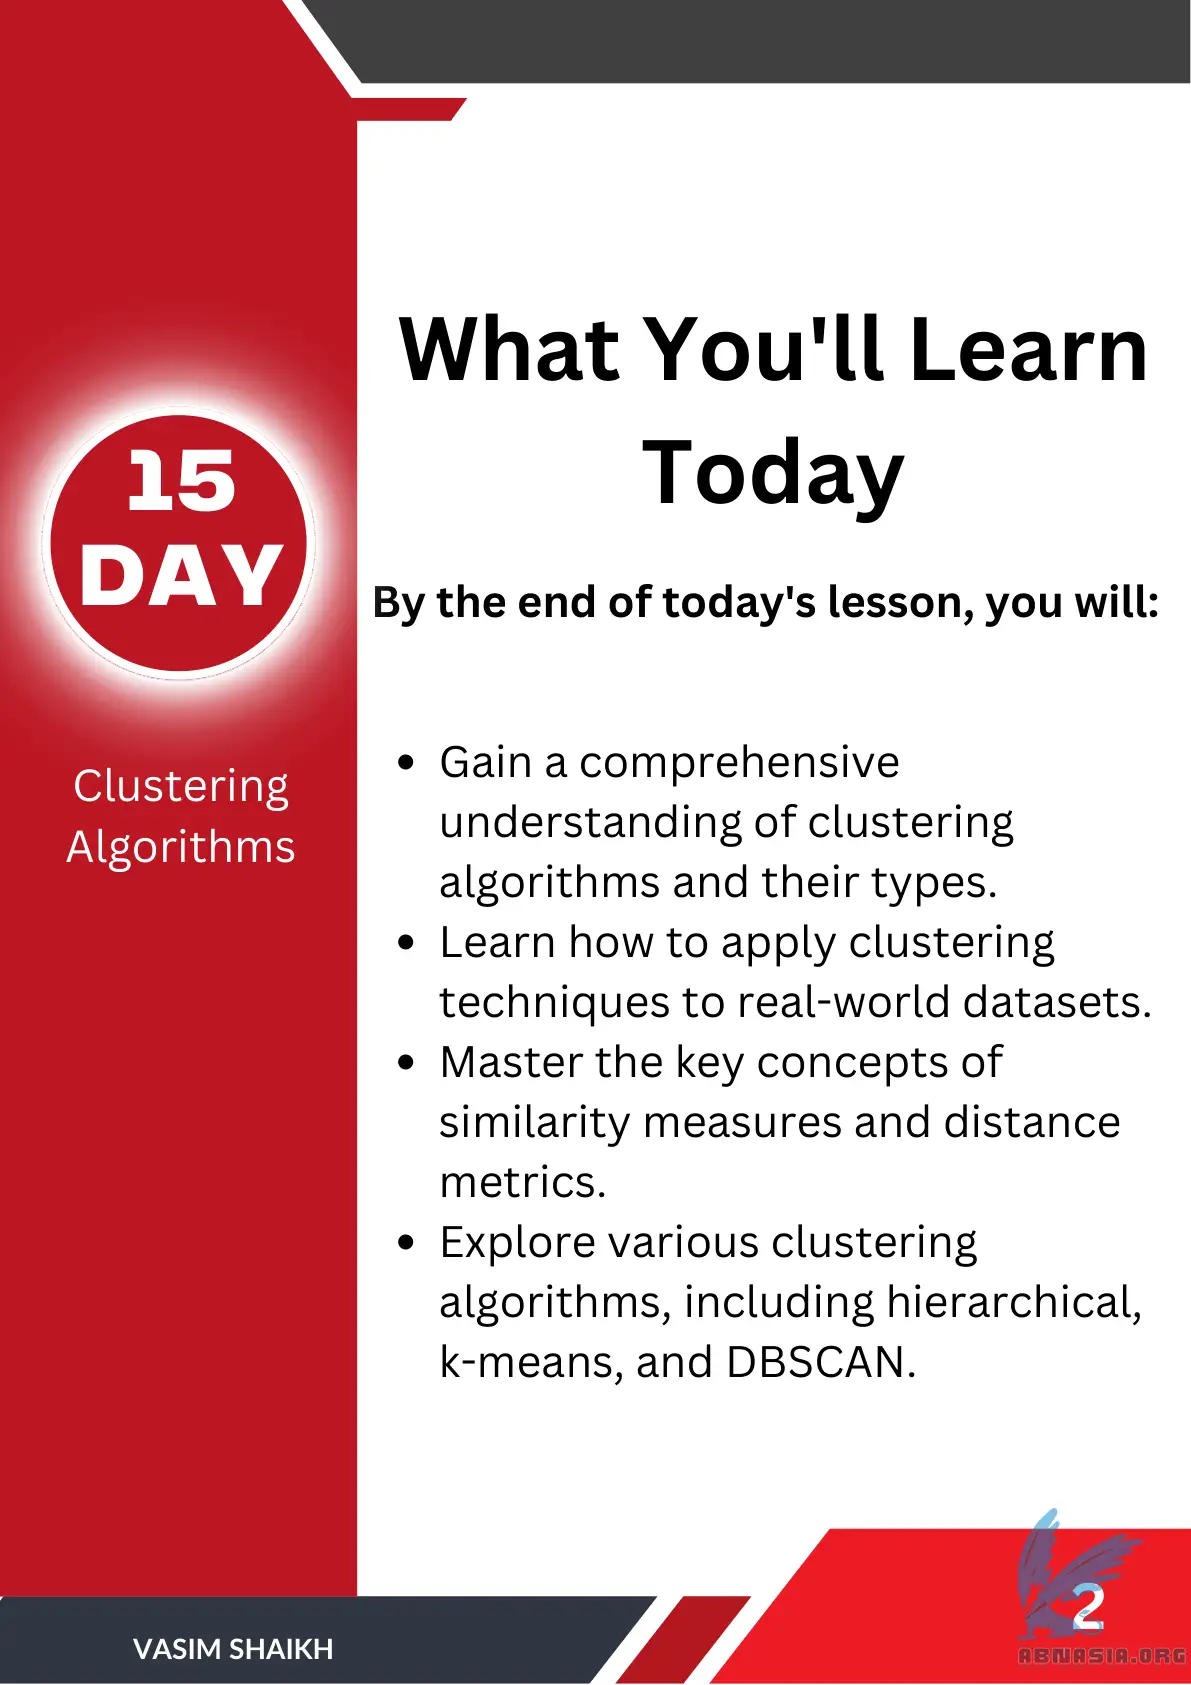 15
DAY
Clustering
Algorithms
What You'll Learn
Today
By the end of today's lesson, you will:
• Gain a comprehensive
understanding of clustering
algorithms and their types.
• Learn how to apply clustering
techniques to real-world datasets.
• Master the key concepts of
similarity measures and distance
metrics.
• Explore various clustering
algorithms, including hierarchical,
k-means, and DBSCAN.
VASIM SHAIKH
2
ABNASIA.ORG